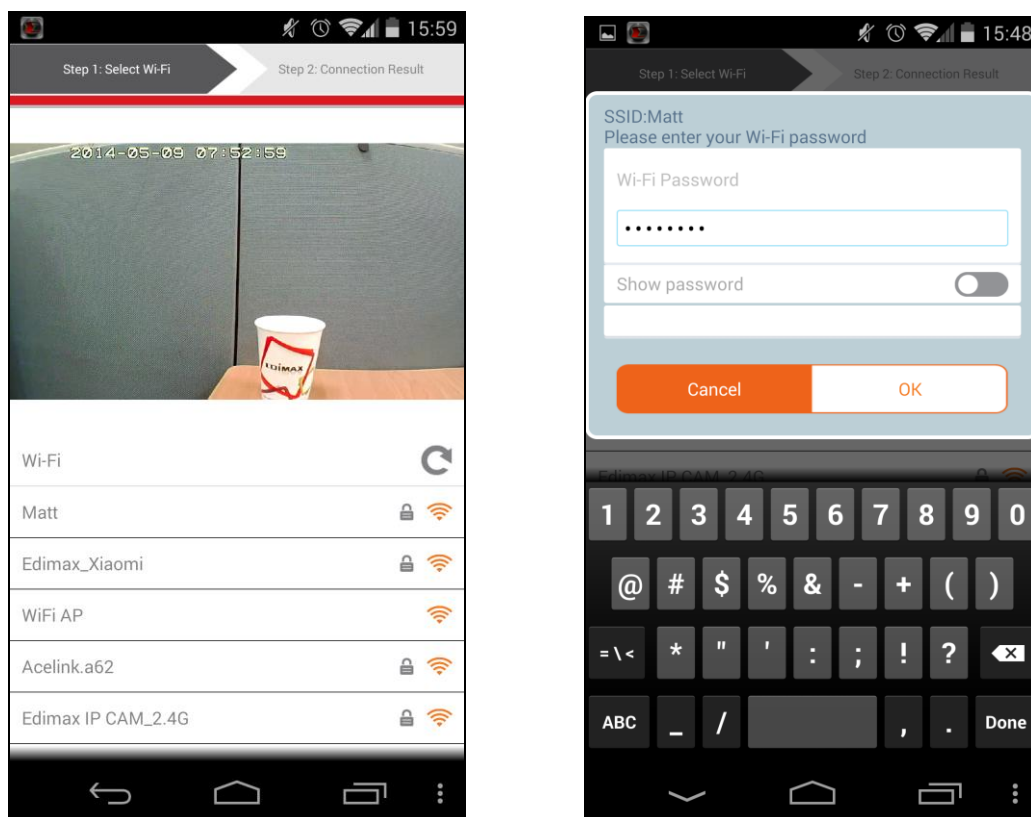 15:59
Step 1: Select Wi-Fi
Step 2: Connection Result
2014-05-09 07:52:59
EDIMAX
Wi-Fi
Matt
Edimax_Xiaomi
WiFi AP
Acelink.a62
Edimax IP CAM_2.4G
15:48
Step 1: Select Wi-Fi
Step 2: Connection Result
SSID:Matt
Please enter your Wi-Fi password
Wi-Fi Password
••••••••
Show password
Cancel
OK
Edimax IP CAM_2.4G
1 2 3 4 5 6 7 8 9 0
@ # $ % & - + ( )
= \ < * " ' : ; ! ?
ABC _ / , . Done